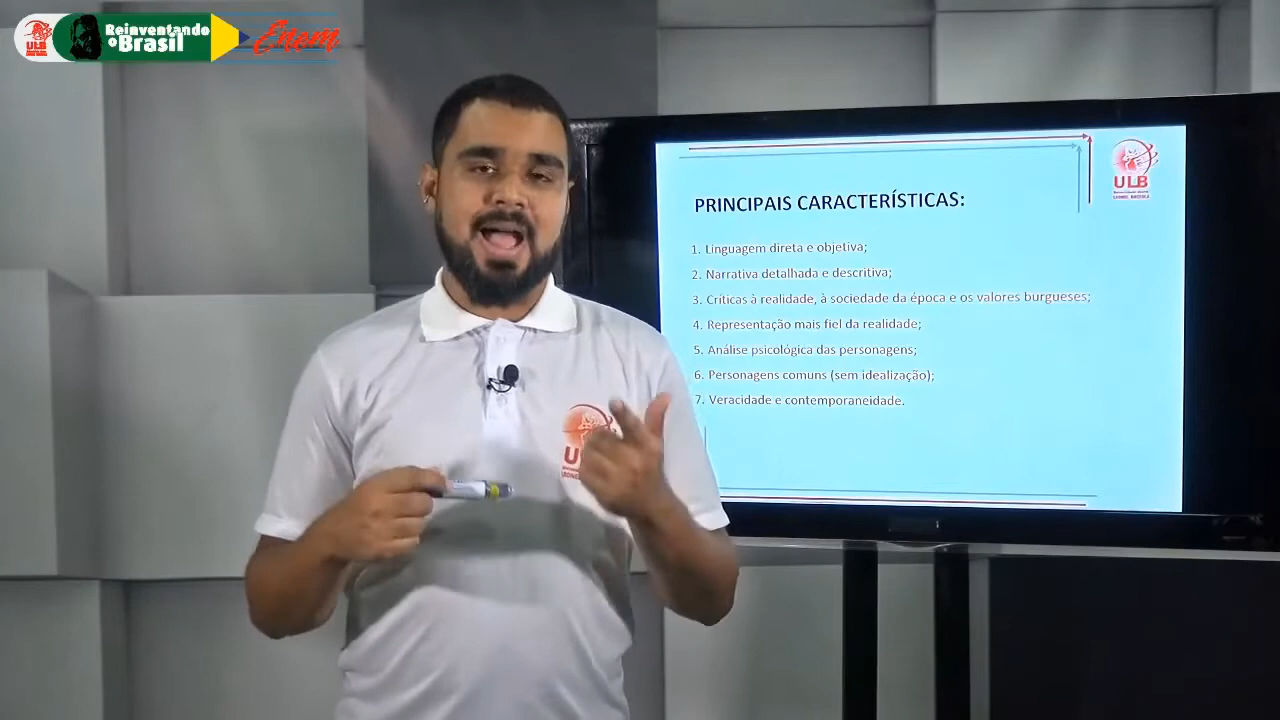 ULB
Reinventando
o Brasil
Enem
ULB
PRINCIPAIS CARACTERÍSTICAS:
1. Linguagem direta e objetiva;
2. Narrativa detalhada e descritiva;
3. Críticas à realidade, à sociedade da época e os valores burgueses;
4. Representação mais fiel da realidade;
5. Análise psicológica das personagens;
6. Personagens comuns (sem idealização);
7. Veracidade e contemporaneidade.